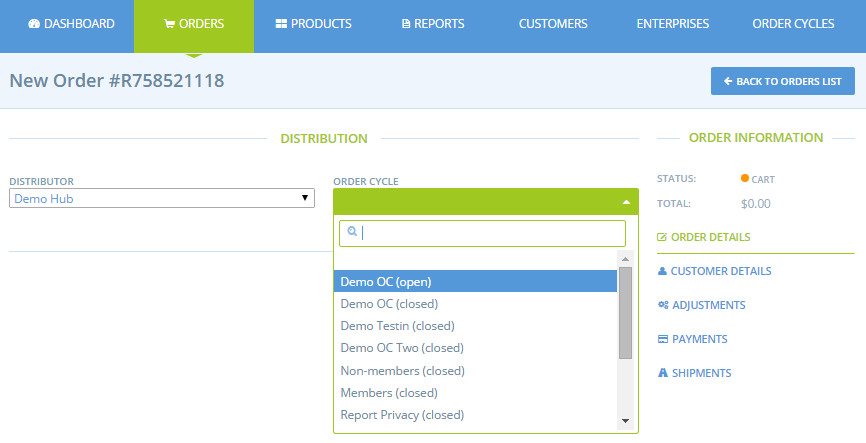 DASHBOARD ORDERS PRODUCTS REPORTS CUSTOMERS ENTERPRISES ORDER CYCLES
New Order #R758521118
BACK TO ORDERS LIST
DISTRIBUTION
DISTRIBUTOR
Demo Hub
ORDER CYCLE
Demo OC (open)
Demo OC (closed)
Demo Testin (closed)
Demo OC Two (closed)
Non-members (closed)
Members (closed)
Report Privacy (closed)
ORDER INFORMATION
STATUS: CART
TOTAL: $0.00
ORDER DETAILS
CUSTOMER DETAILS
ADJUSTMENTS
PAYMENTS
SHIPMENTS